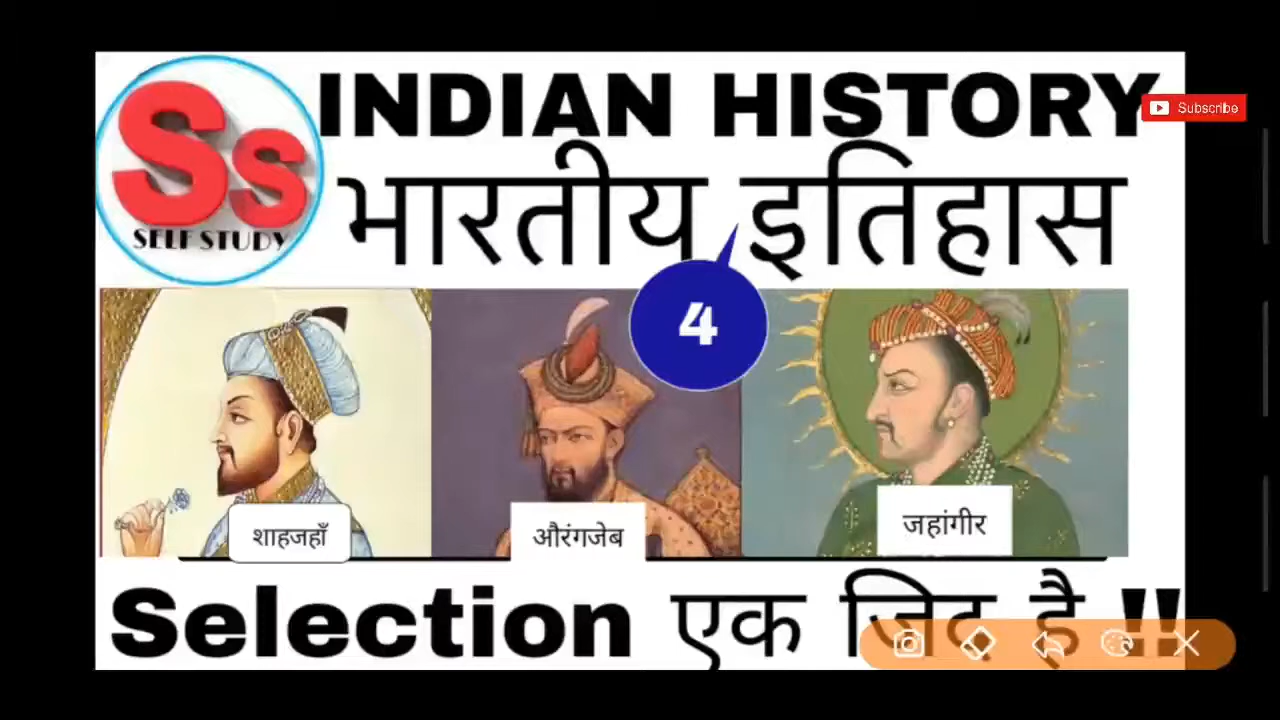 Ss
SELF STUDY
INDIAN HISTORY
Subscribe
भारतीय इतिहास
4
शाहजहाँ
औरंगजेब
जहांगीर
Selection एक जिद है !!